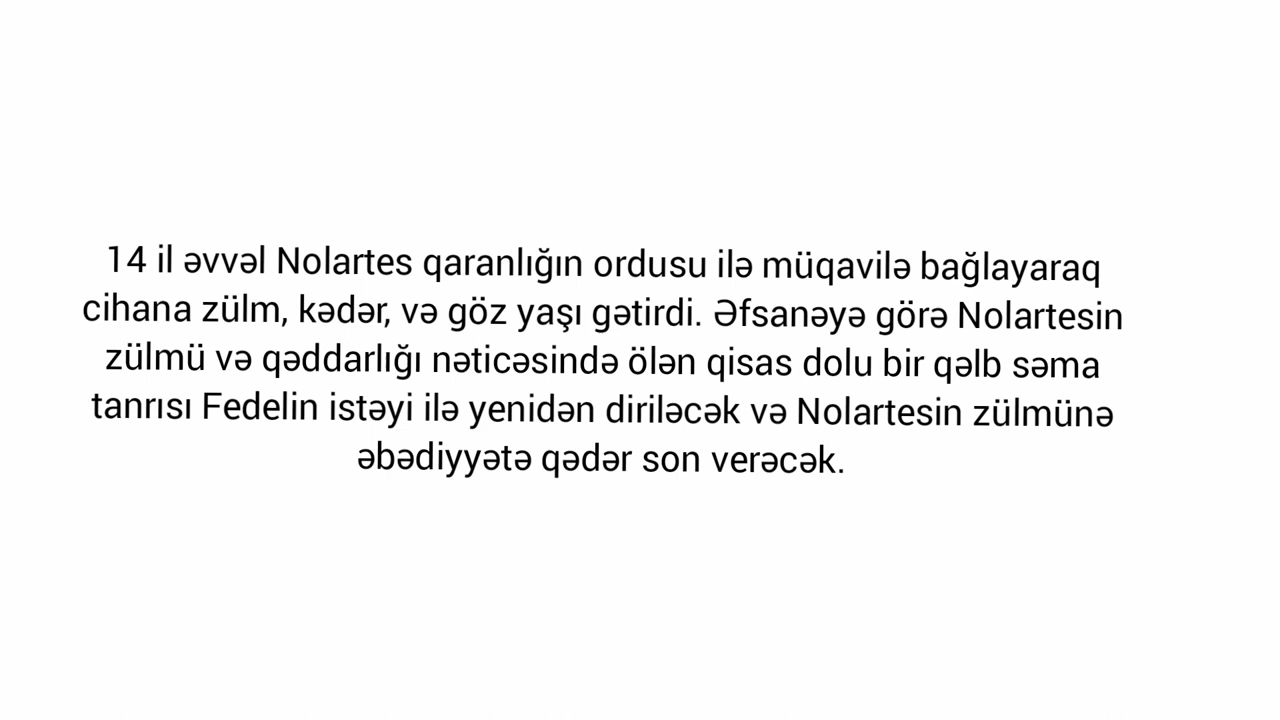 14 il əvvəl Nolartes qaranlığın ordusu ilə müqavilə bağlayaraq
cihana zülm, kədər, və göz yaşı gətirdi. Əfsanəyə görə Nolartesin
zülmü və qəddarlığı nəticəsində ölən qisas dolu bir qəlb səma
tanrısı Fedelin istəyi ilə yenidən diriləcək və Nolartesin zülmünə
əbədiyyətə qədər son verəcək.